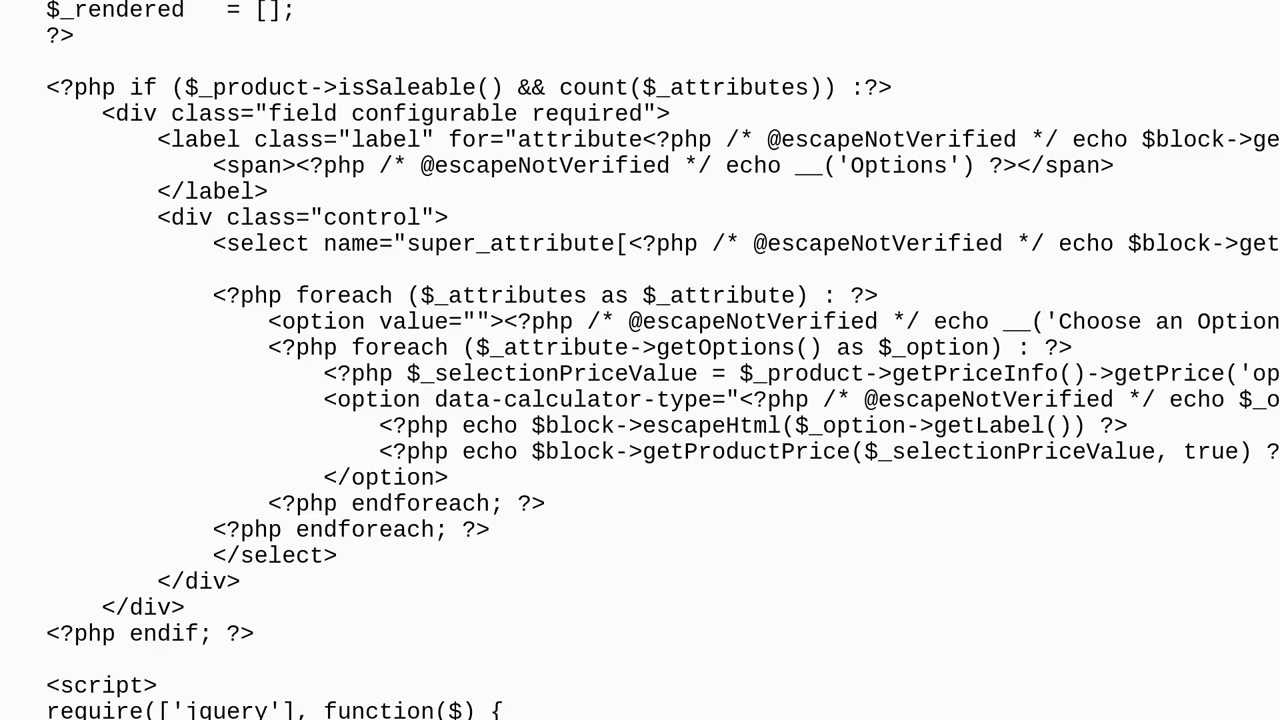 $_rendered   = [];
?>
<?php if ($_product->isSaleable() && count($_attributes)) :?>
<div class="field configurable required">
<label class="label" for="attribute<?php /* @escapeNotVerified */ echo $block->ge
<span><?php /* @escapeNotVerified */ echo __('Options') ?></span>
</label>
<div class="control">
<select name="super_attribute[<?php /* @escapeNotVerified */ echo $block->get
<?php foreach ($_attributes as $_attribute) : ?>
<option value=""><?php /* @escapeNotVerified */ echo __('Choose an Option
<?php foreach ($_attribute->getOptions() as $_option) : ?>
<?php $_selectionPriceValue = $_product->getPriceInfo()->getPrice('op
<option data-calculator-type="<?php /* @escapeNotVerified */ echo $_o
<?php echo $block->escapeHtml($_option->getLabel()) ?>
<?php echo $block->getProductPrice($_selectionPriceValue, true) ?
</option>
<?php endforeach; ?>
<?php endforeach; ?>
</select>
</div>
</div>
<?php endif; ?>
<script>
require(['jquery'], function($) {